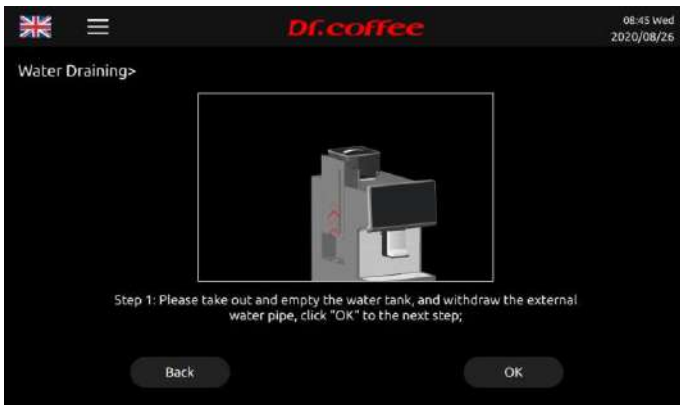 Dr.coffee
08:45 Wed
2020/08/26
Water Draining>
Step 1: Please take out and empty the water tank, and withdraw the external
water pipe, click "OK" to the next step;
Back
OK